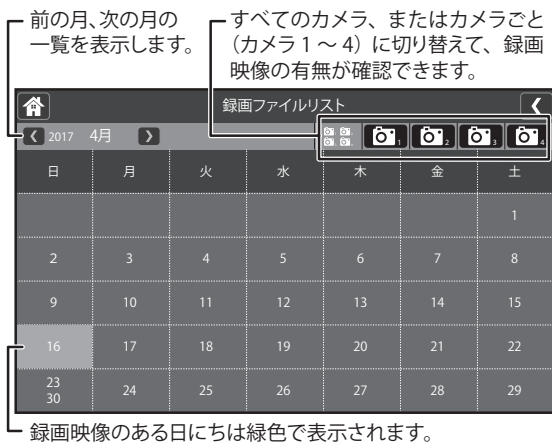 前の月、次の月の
一覧を表示します。
すべてのカメラ、またはカメラごと
（カメラ 1 ～ 4）に切り替えて、録画
映像の有無が確認できます。
録画ファイルリスト
2017 4月
1 2 3 4
日 月 火 水 木 金 土
1
2 3 4 5 6 7 8
9 10 11 12 13 14 15
16 17 18 19 20 21 22
23 24 25 26 27 28 29
30
録画映像のある日にちは緑色で表示されます。